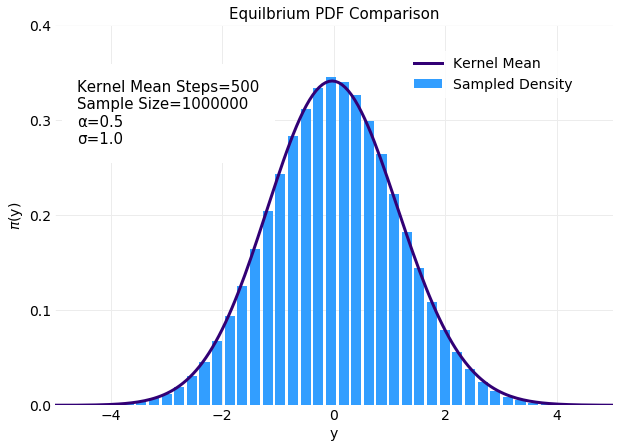 Equilbrium PDF Comparison
Kernel Mean Steps=500
Sample Size=1000000
α=0.5
σ=1.0
Kernel Mean
Sampled Density
π(y)
0.4
0.3
0.2
0.1
0.0
−4
−2
0
2
4
y